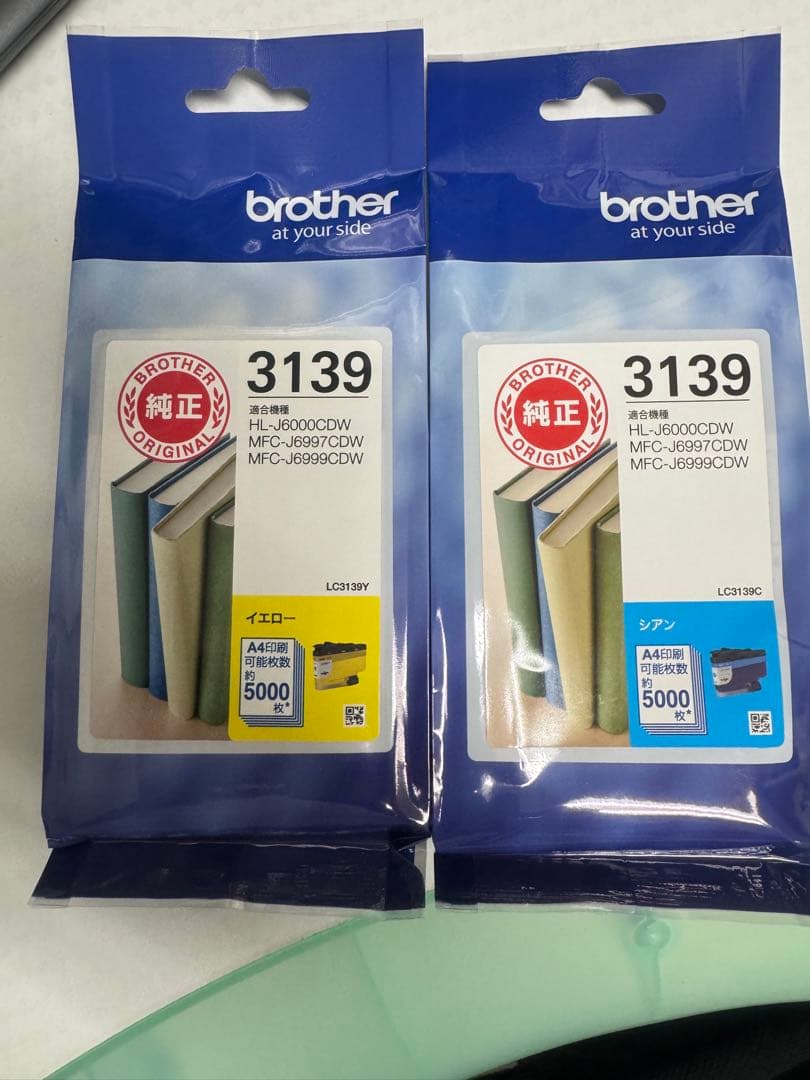 brother
at your side
BROTHER
純正
ORIGINAL
3139
適合機種
HL-J6000CDW
MFC-J6997CDW
MFC-J6999CDW
LC3139Y
イエロー
A4印刷
可能枚数
約
5000
枚*
brother
at your side
BROTHER
純正
ORIGINAL
3139
適合機種
HL-J6000CDW
MFC-J6997CDW
MFC-J6999CDW
LC3139C
シアン
A4印刷
可能枚数
約
5000
枚*